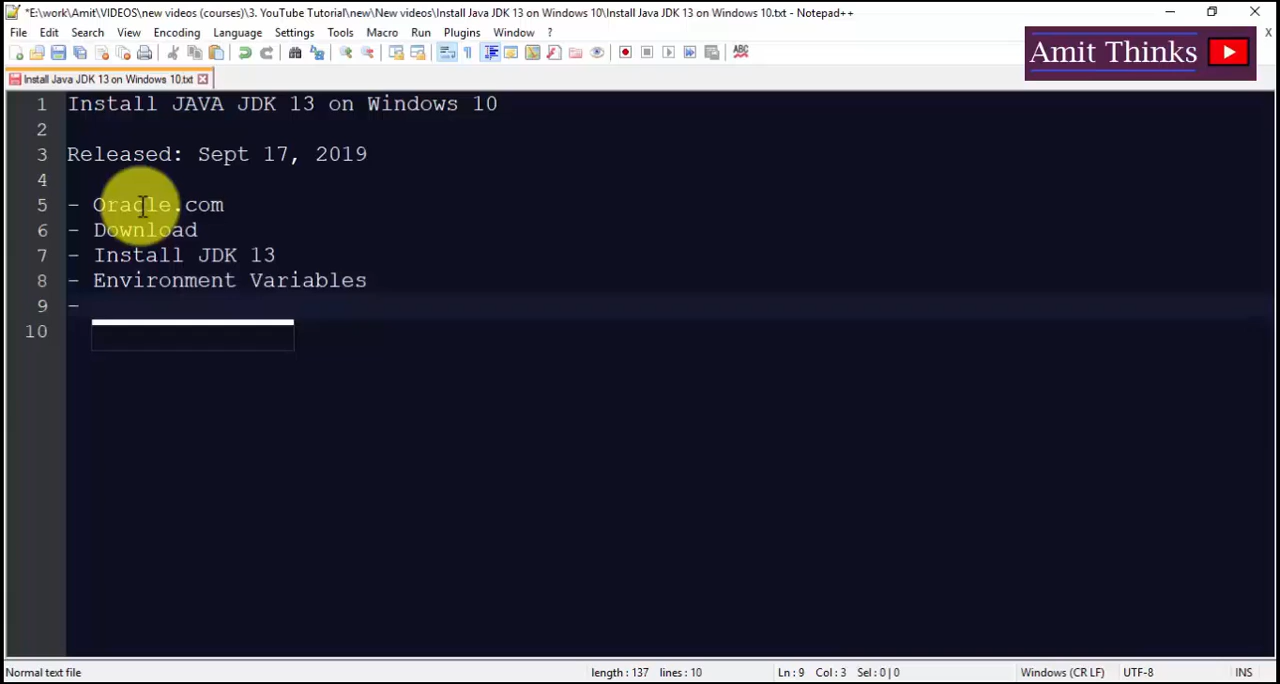 *E:\work\Amit\VIDEOS\new videos (courses)\3. YouTube Tutorial\new\New videos\Install Java JDK 13 on Windows 10\Install Java JDK 13 on Windows 10.txt - Notepad++
File Edit Search View Encoding Language Settings Tools Macro Run Plugins Window ? X
ABC
Amit Thinks
Install Java JDK 13 on Windows 10.txt
1 Install JAVA JDK 13 on Windows 10
2
3 Released: Sept 17, 2019
4
5 - Oracle.com
6 - Download
7 - Install JDK 13
8 - Environment Variables
9 -
10
Normal text file length : 137 lines : 10 Ln : 9 Col : 3 Sel : 0 | 0 Windows (CR LF) UTF-8 INS